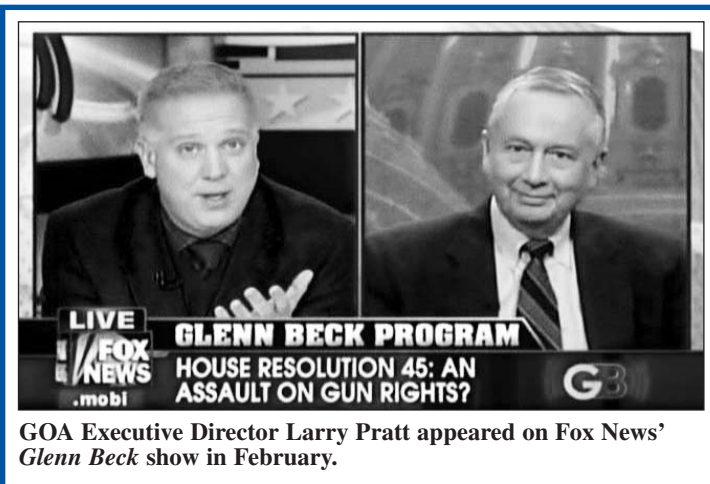 LIVE
FOX
NEWS
.mobi
GLENN BECK PROGRAM
HOUSE RESOLUTION 45: AN
ASSAULT ON GUN RIGHTS?
GB
GOA Executive Director Larry Pratt appeared on Fox News’
Glenn Beck show in February.